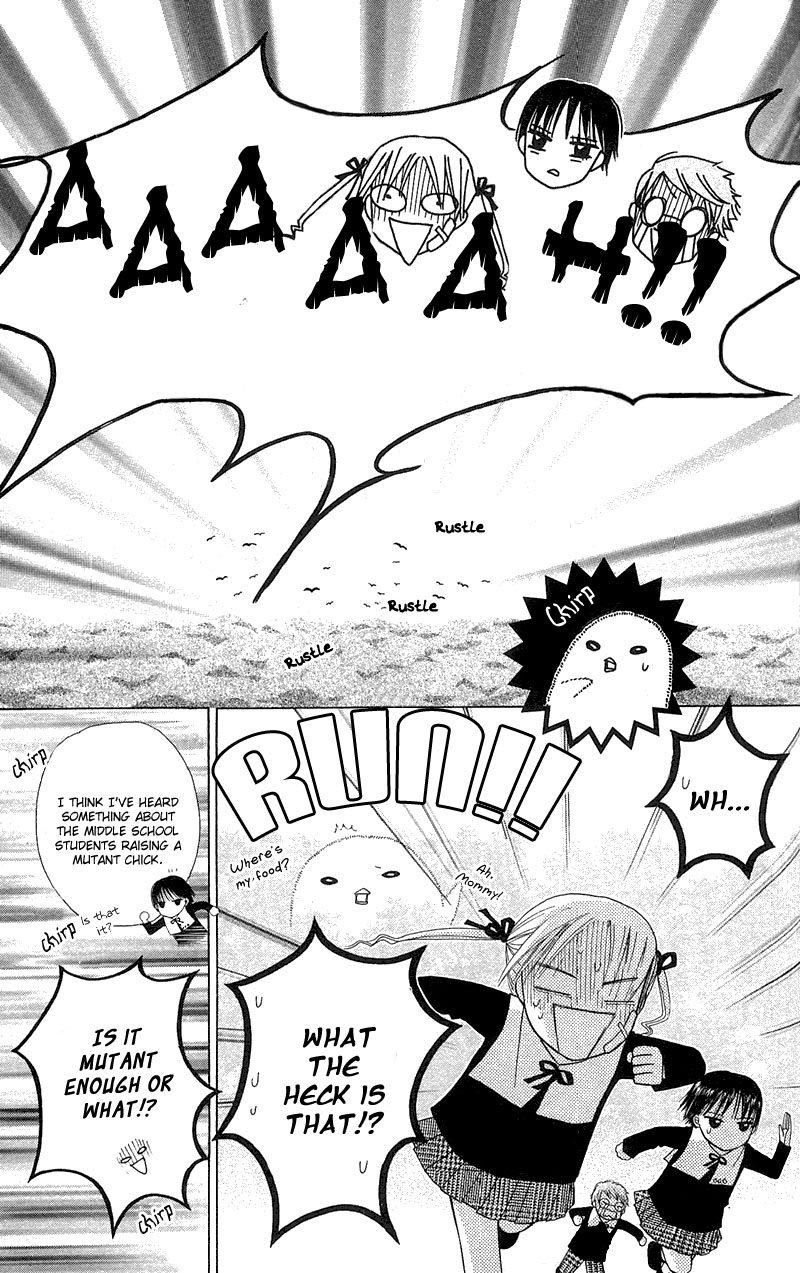 AAAAAH!!
Rustle
Rustle
Rustle
Chirp
RUN!!
WH...
Where's
my food?
Ah,
Mommy!
WHAT
THE
HECK IS
THAT!?
Chirp
I THINK I'VE HEARD
SOMETHING ABOUT
THE MIDDLE SCHOOL
STUDENTS RAISING A
MUTANT CHICK.
Chirp
Is that
it?
IS IT
MUTANT
ENOUGH OR
WHAT!?
Chirp